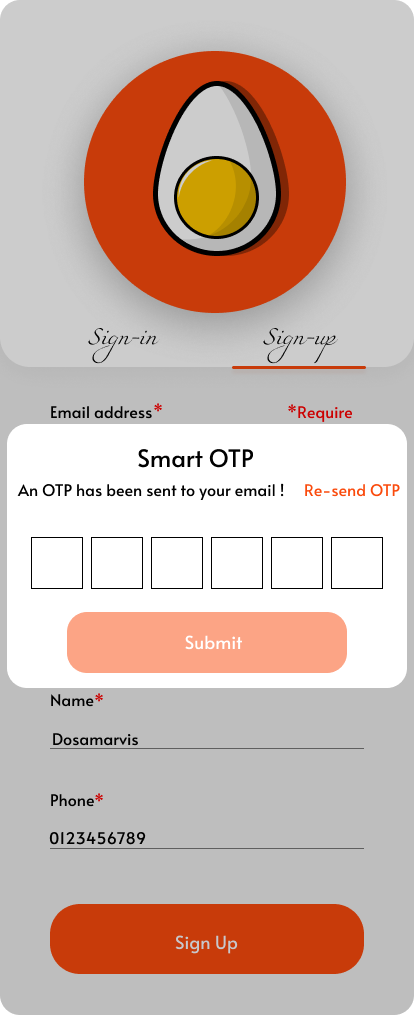 Sign-in Sign-up
Email address* *Require
Smart OTP
An OTP has been sent to your email ! Re-send OTP
Submit
Name*
Dosamarvis
Phone*
0123456789
Sign Up